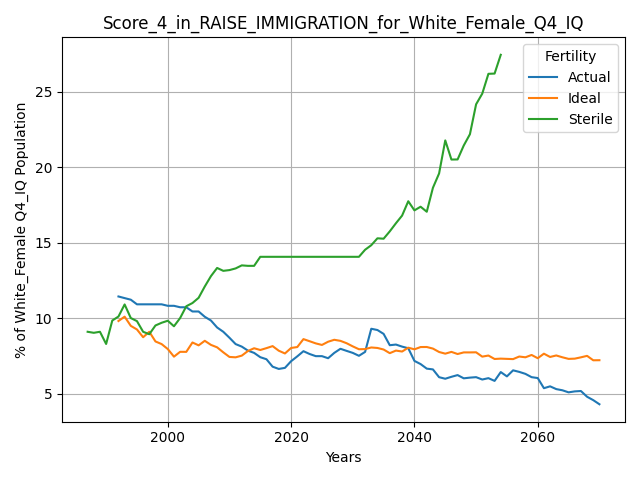 Score_4_in_RAISE_IMMIGRATION_for_White_Female_Q4_IQ
Fertility
Actual
Ideal
Sterile
% of White_Female Q4_IQ Population
25
20
15
10
5
2000
2020
2040
2060
Years